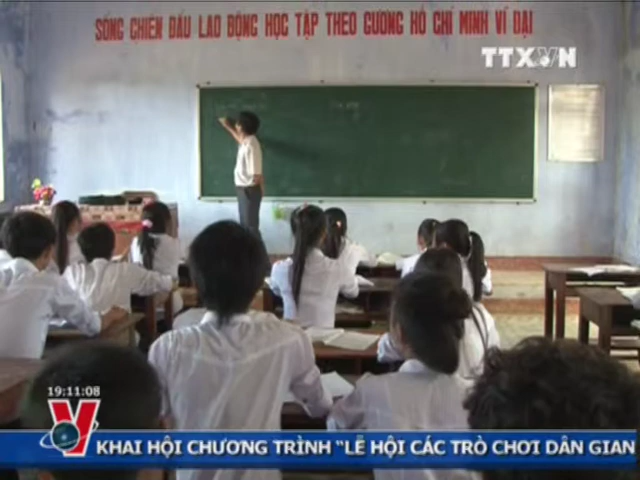 SỐNG CHIẾN ĐẤU LAO ĐỘNG HỌC TẬP THEO GƯƠNG HỒ CHÍ MINH VĨ ĐẠI
TTXVN
19:11:08
V
KHAI HỘI CHƯƠNG TRÌNH “LỄ HỘI CÁC TRÒ CHƠI DÂN GIAN